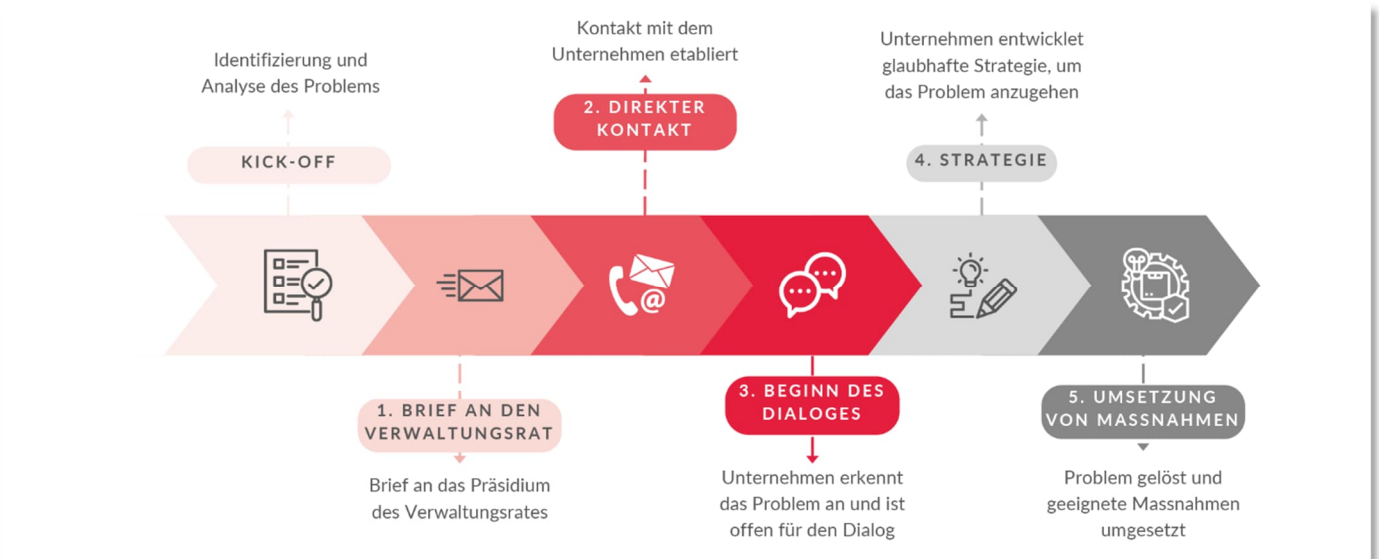 Identifizierung und
Analyse des Problems
KICK-OFF
1. BRIEF AN DEN
VERWALTUNGSRAT
Brief an das Präsidium
des Verwaltungsrates
Kontakt mit dem
Unternehmen etabliert
2. DIREKTER
KONTAKT
@
3. BEGINN DES
DIALOGES
Unternehmen erkennt
das Problem an und ist
offen für den Dialog
Unternehmen entwicklet
glaubhafte Strategie, um
das Problem anzugehen
4. STRATEGIE
5. UMSETZUNG
VON MASSNAHMEN
Problem gelöst und
geeignete Massnahmen
umgesetzt